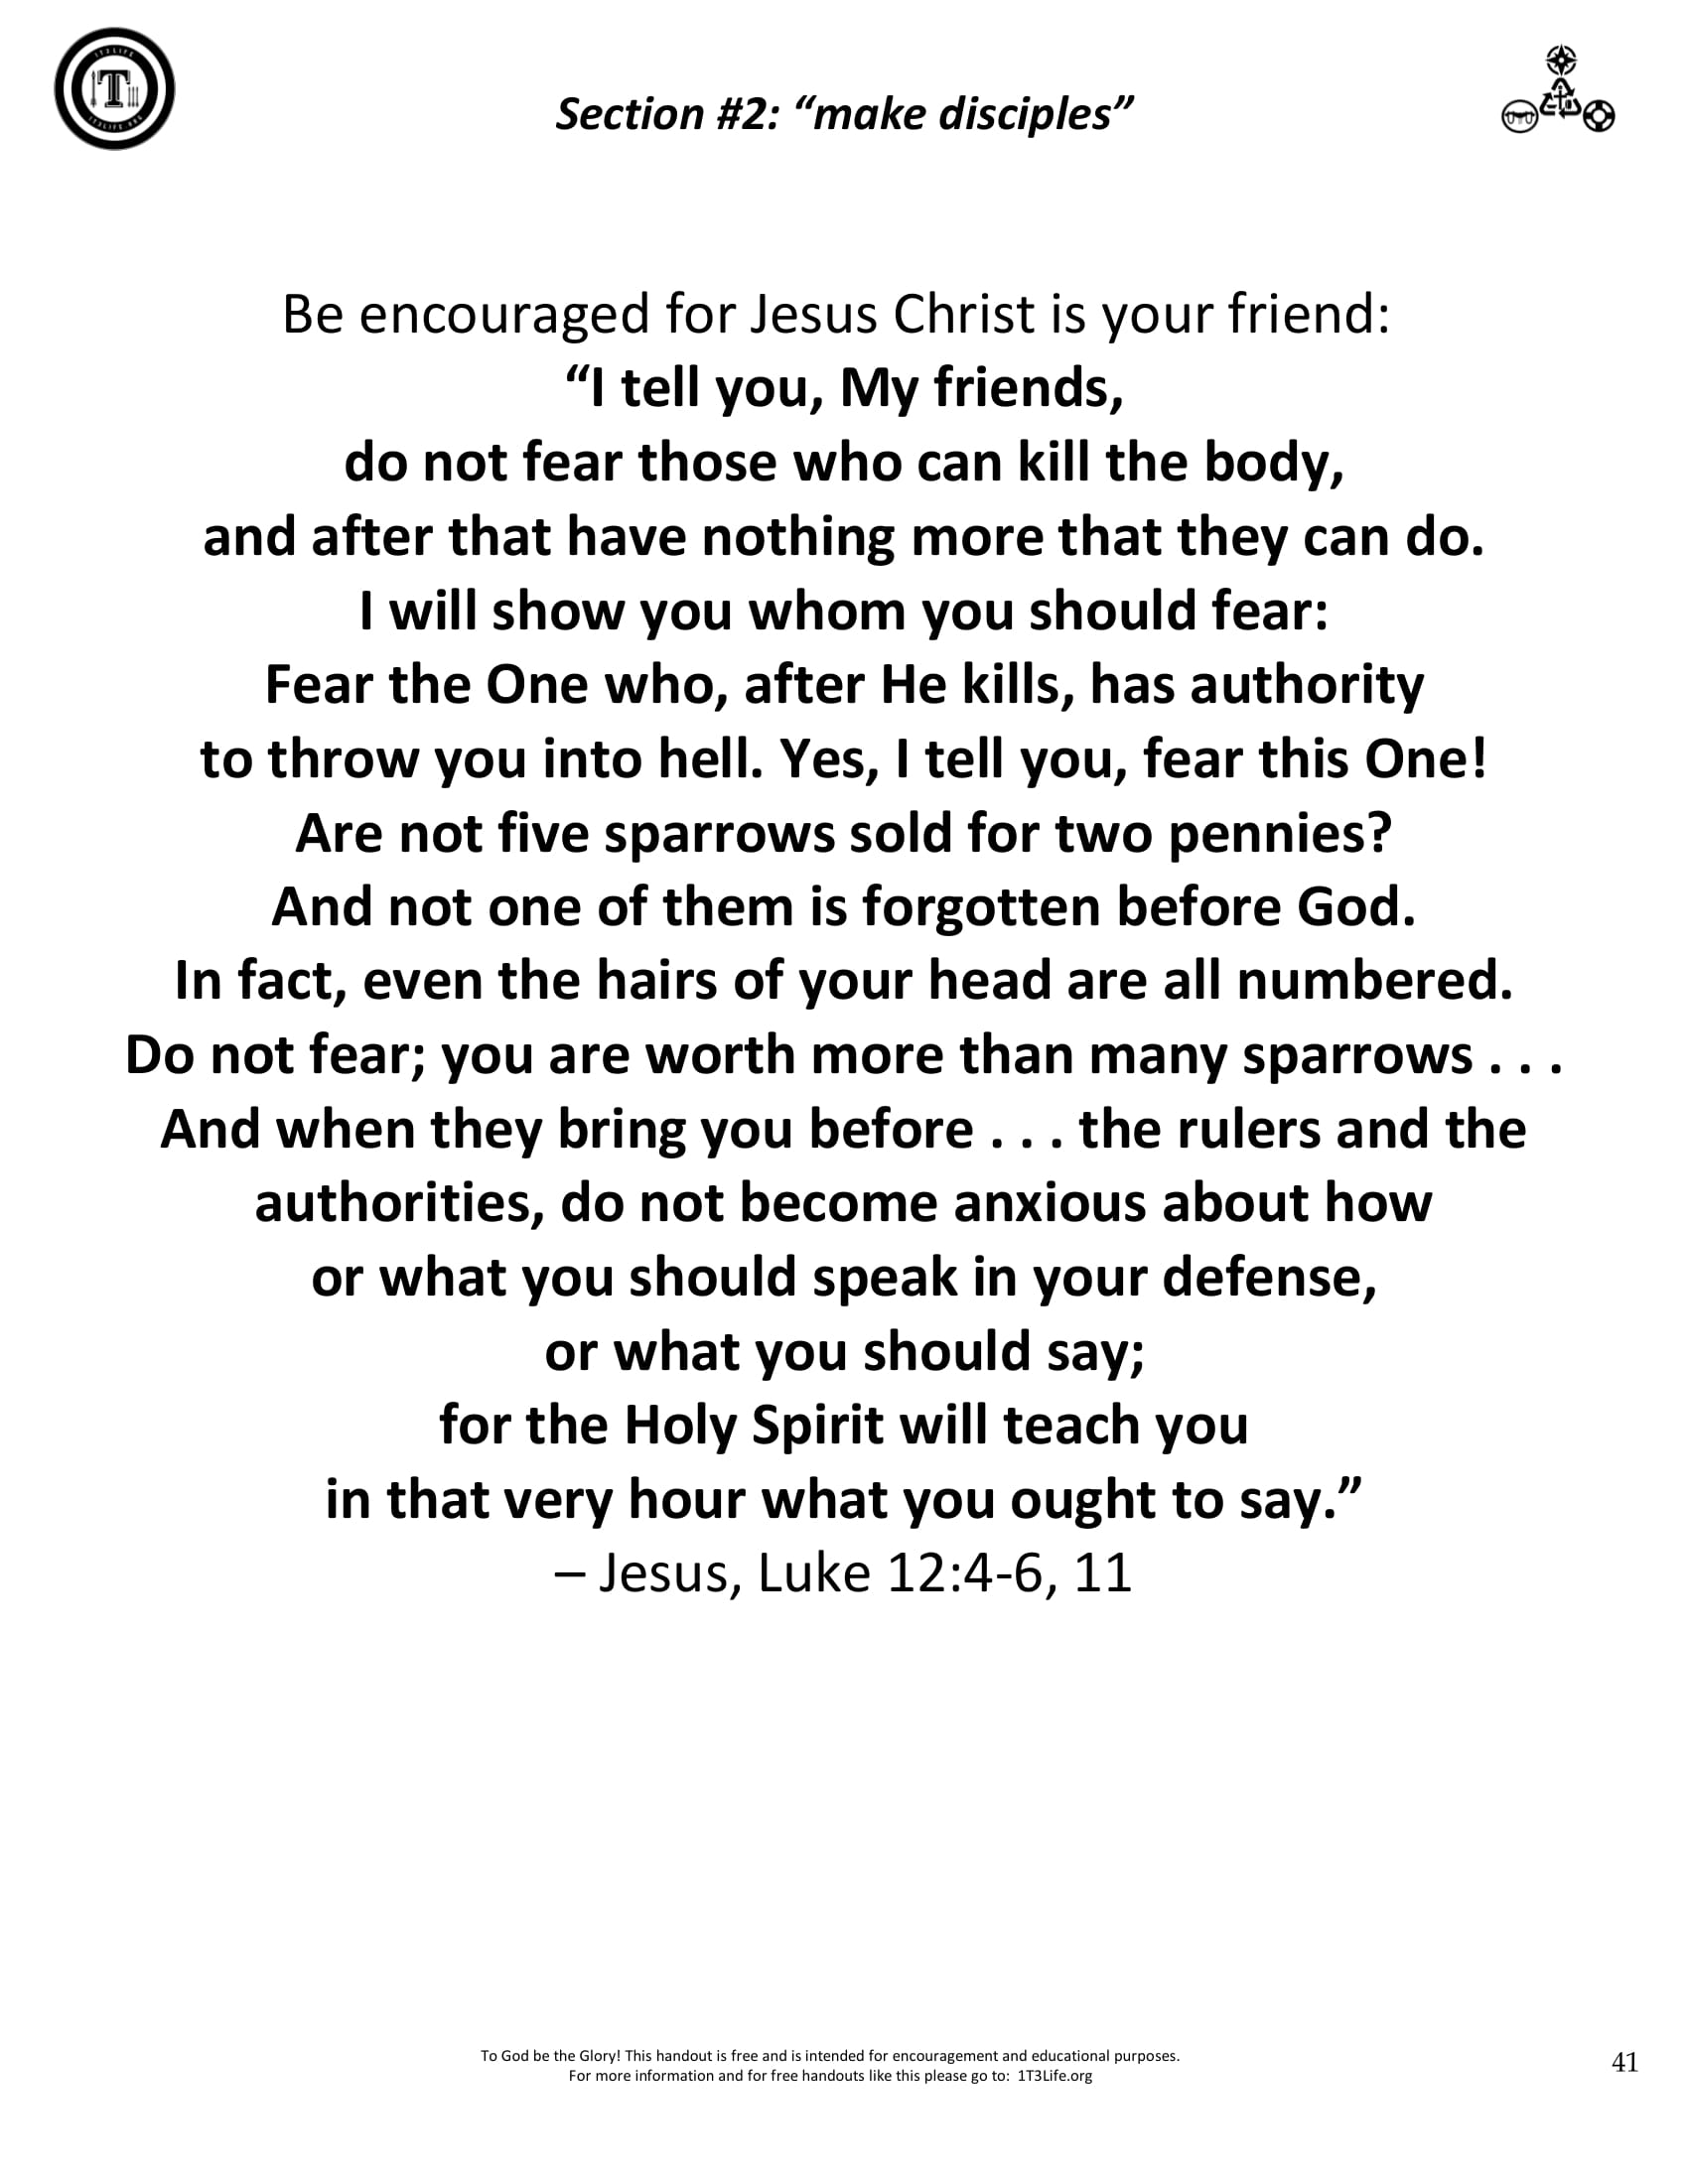 1T3LIFE
T
1T3LIFE.ORG
Section #2: “make disciples”
Be encouraged for Jesus Christ is your friend:
“I tell you, My friends,
do not fear those who can kill the body,
and after that have nothing more that they can do.
I will show you whom you should fear:
Fear the One who, after He kills, has authority
to throw you into hell. Yes, I tell you, fear this One!
Are not five sparrows sold for two pennies?
And not one of them is forgotten before God.
In fact, even the hairs of your head are all numbered.
Do not fear; you are worth more than many sparrows . . .
And when they bring you before . . . the rulers and the
authorities, do not become anxious about how
or what you should speak in your defense,
or what you should say;
for the Holy Spirit will teach you
in that very hour what you ought to say.”
– Jesus, Luke 12:4-6, 11
To God be the Glory! This handout is free and is intended for encouragement and educational purposes.
For more information and for free handouts like this please go to:  1T3Life.org
41